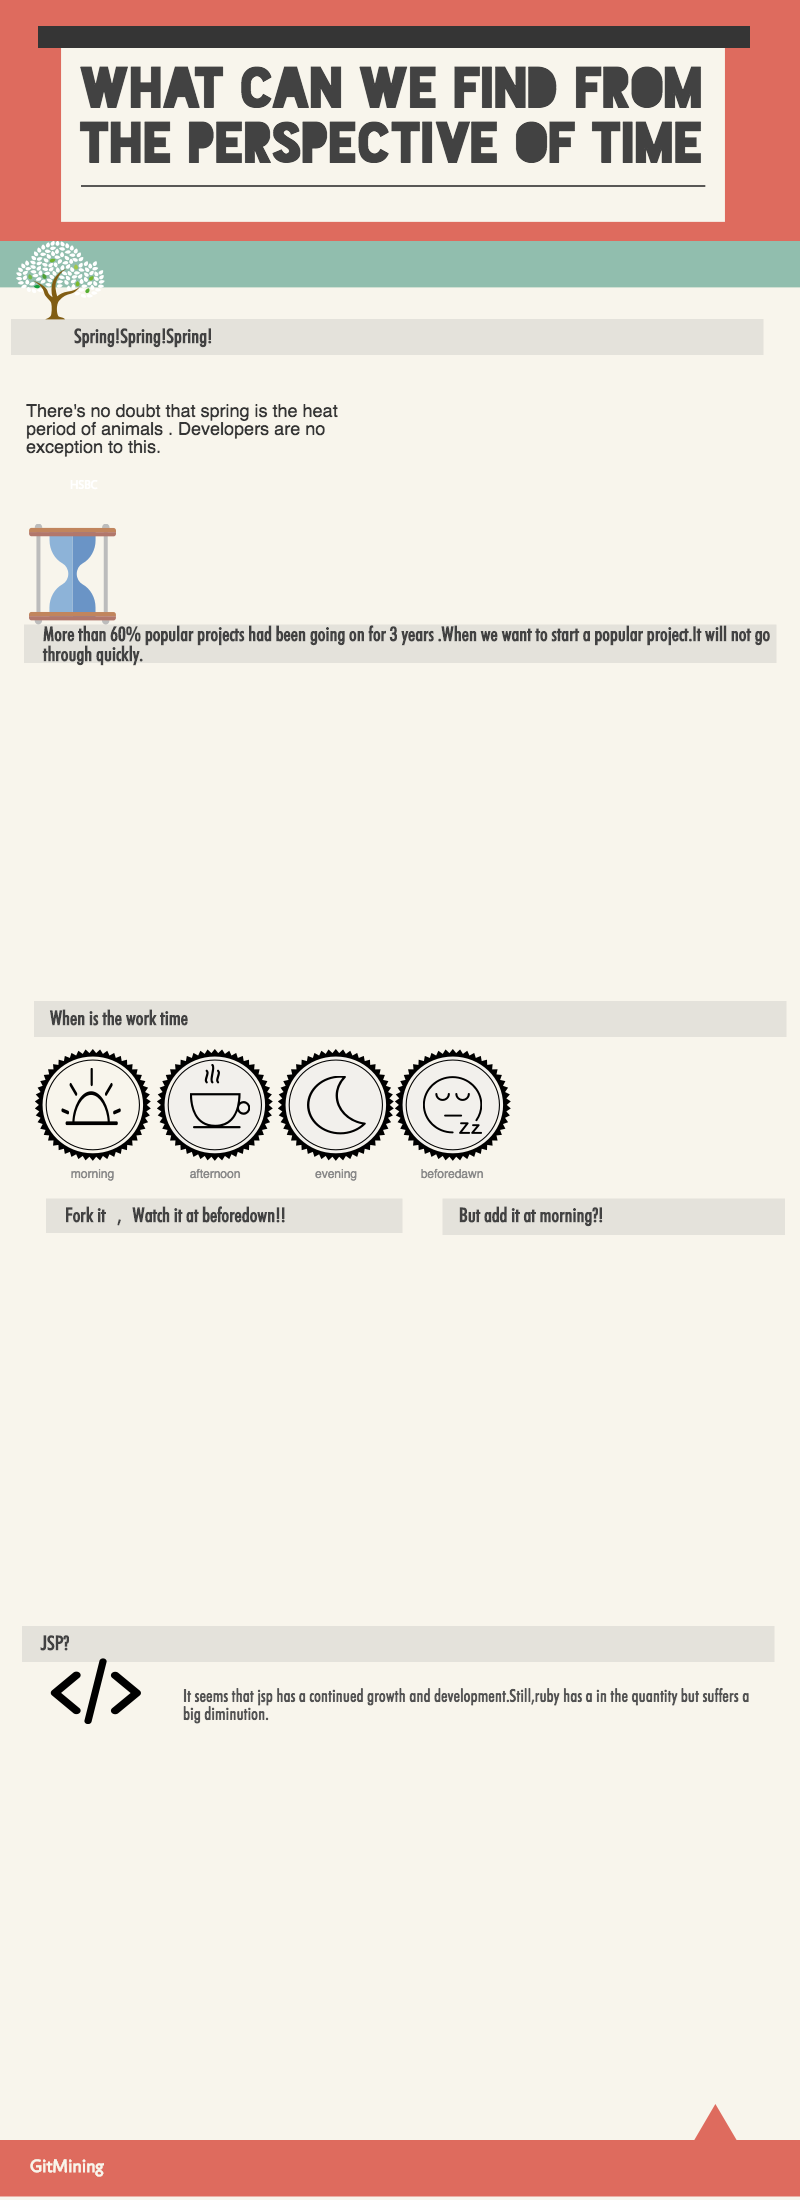 WHAT CAN WE FIND FROM
THE PERSPECTIVE OF TIME
Spring!Spring!Spring!
There's no doubt that spring is the heat
period of animals . Developers are no
exception to this.
HSBC
More than 60% popular projects had been going on for 3 years .When we want to start a popular project.It will not go
through quickly.
When is the work time
zz
morning
afternoon
evening
beforedawn
Fork it , Watch it at beforedown!!
But add it at morning?!
JSP?
</>
It seems that jsp has a continued growth and development.Still,ruby has a in the quantity but suffers a
big diminution.
GitMining